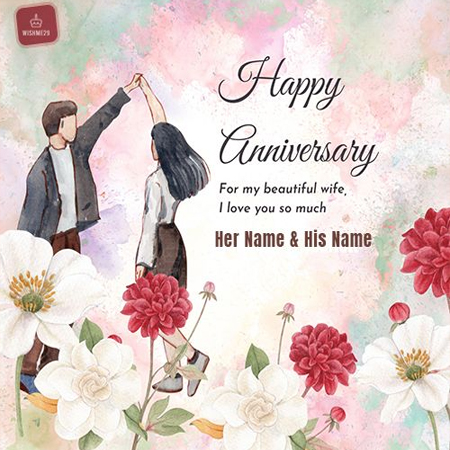 WISHME29
Happy
Anniversary
For my beautiful wife,
I love you so much
Her Name & His Name